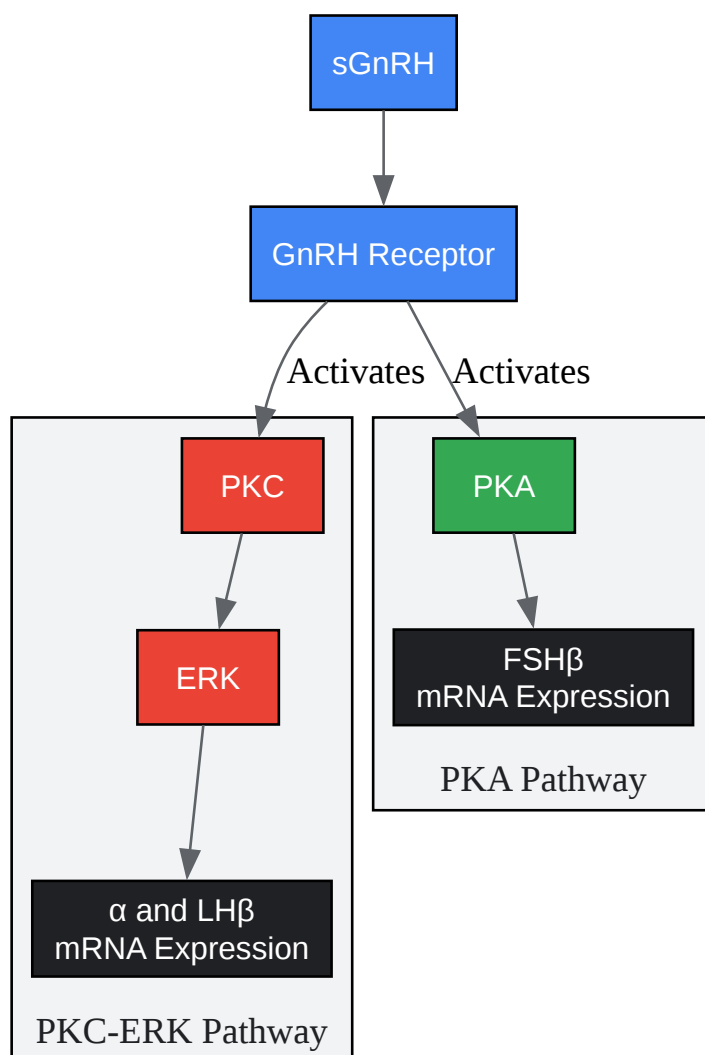 sGnRH
GnRH Receptor
Activates
Activates
PKC
PKA
ERK
FSHβ
mRNA Expression
PKA Pathway
α and LHβ
mRNA Expression
PKC-ERK Pathway